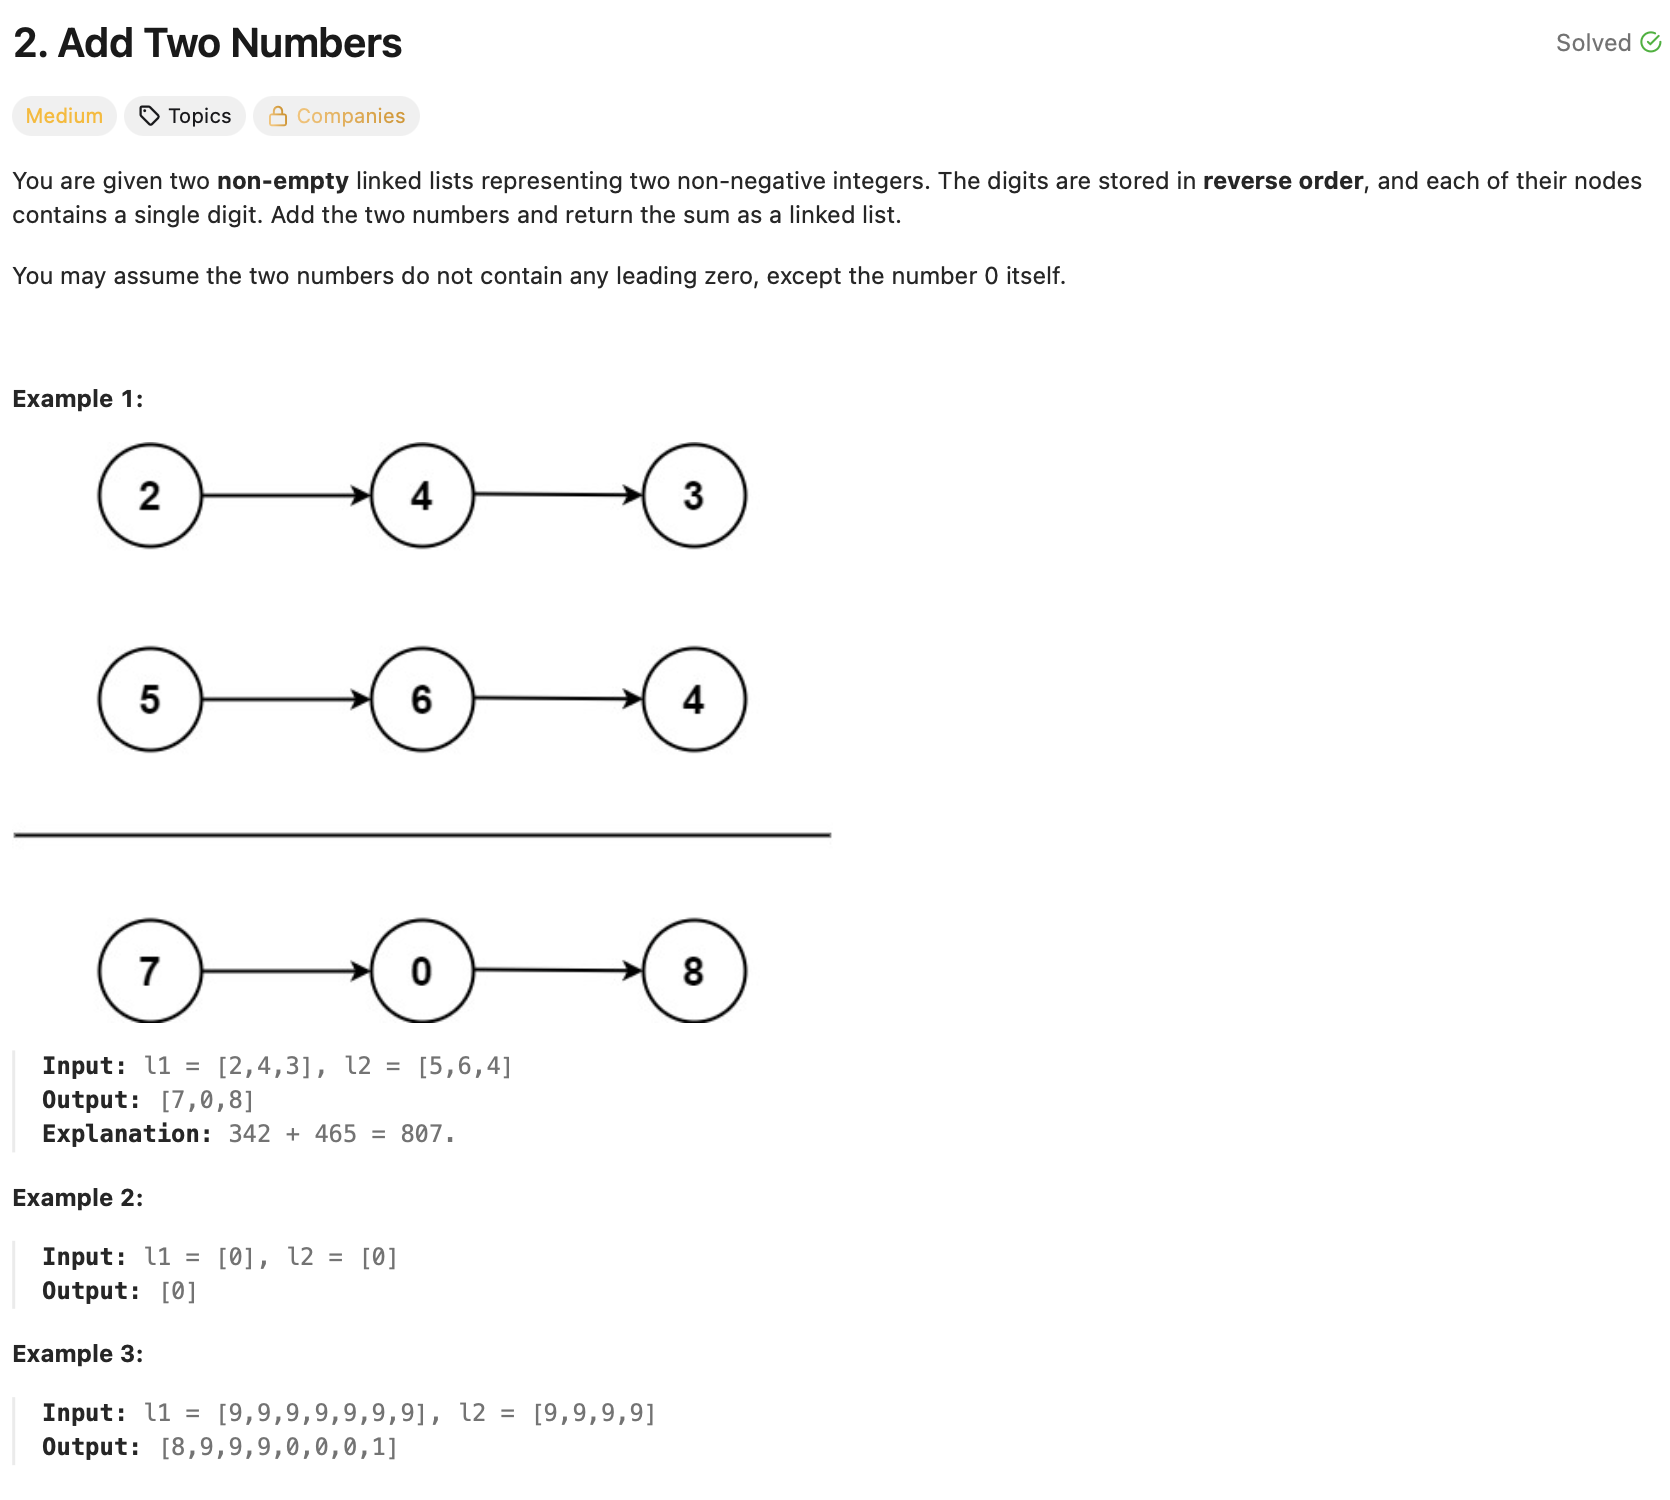 2. Add Two Numbers
Solved
Medium
Topics
Companies
You are given two non-empty linked lists representing two non-negative integers. The digits are stored in reverse order, and each of their nodes
contains a single digit. Add the two numbers and return the sum as a linked list.
You may assume the two numbers do not contain any leading zero, except the number 0 itself.
Example 1:
2 4 3
5 6 4
7 0 8
Input: l1 = [2,4,3], l2 = [5,6,4]
Output: [7,0,8]
Explanation: 342 + 465 = 807.
Example 2:
Input: l1 = [0], l2 = [0]
Output: [0]
Example 3:
Input: l1 = [9,9,9,9,9,9,9], l2 = [9,9,9,9]
Output: [8,9,9,9,0,0,0,1]